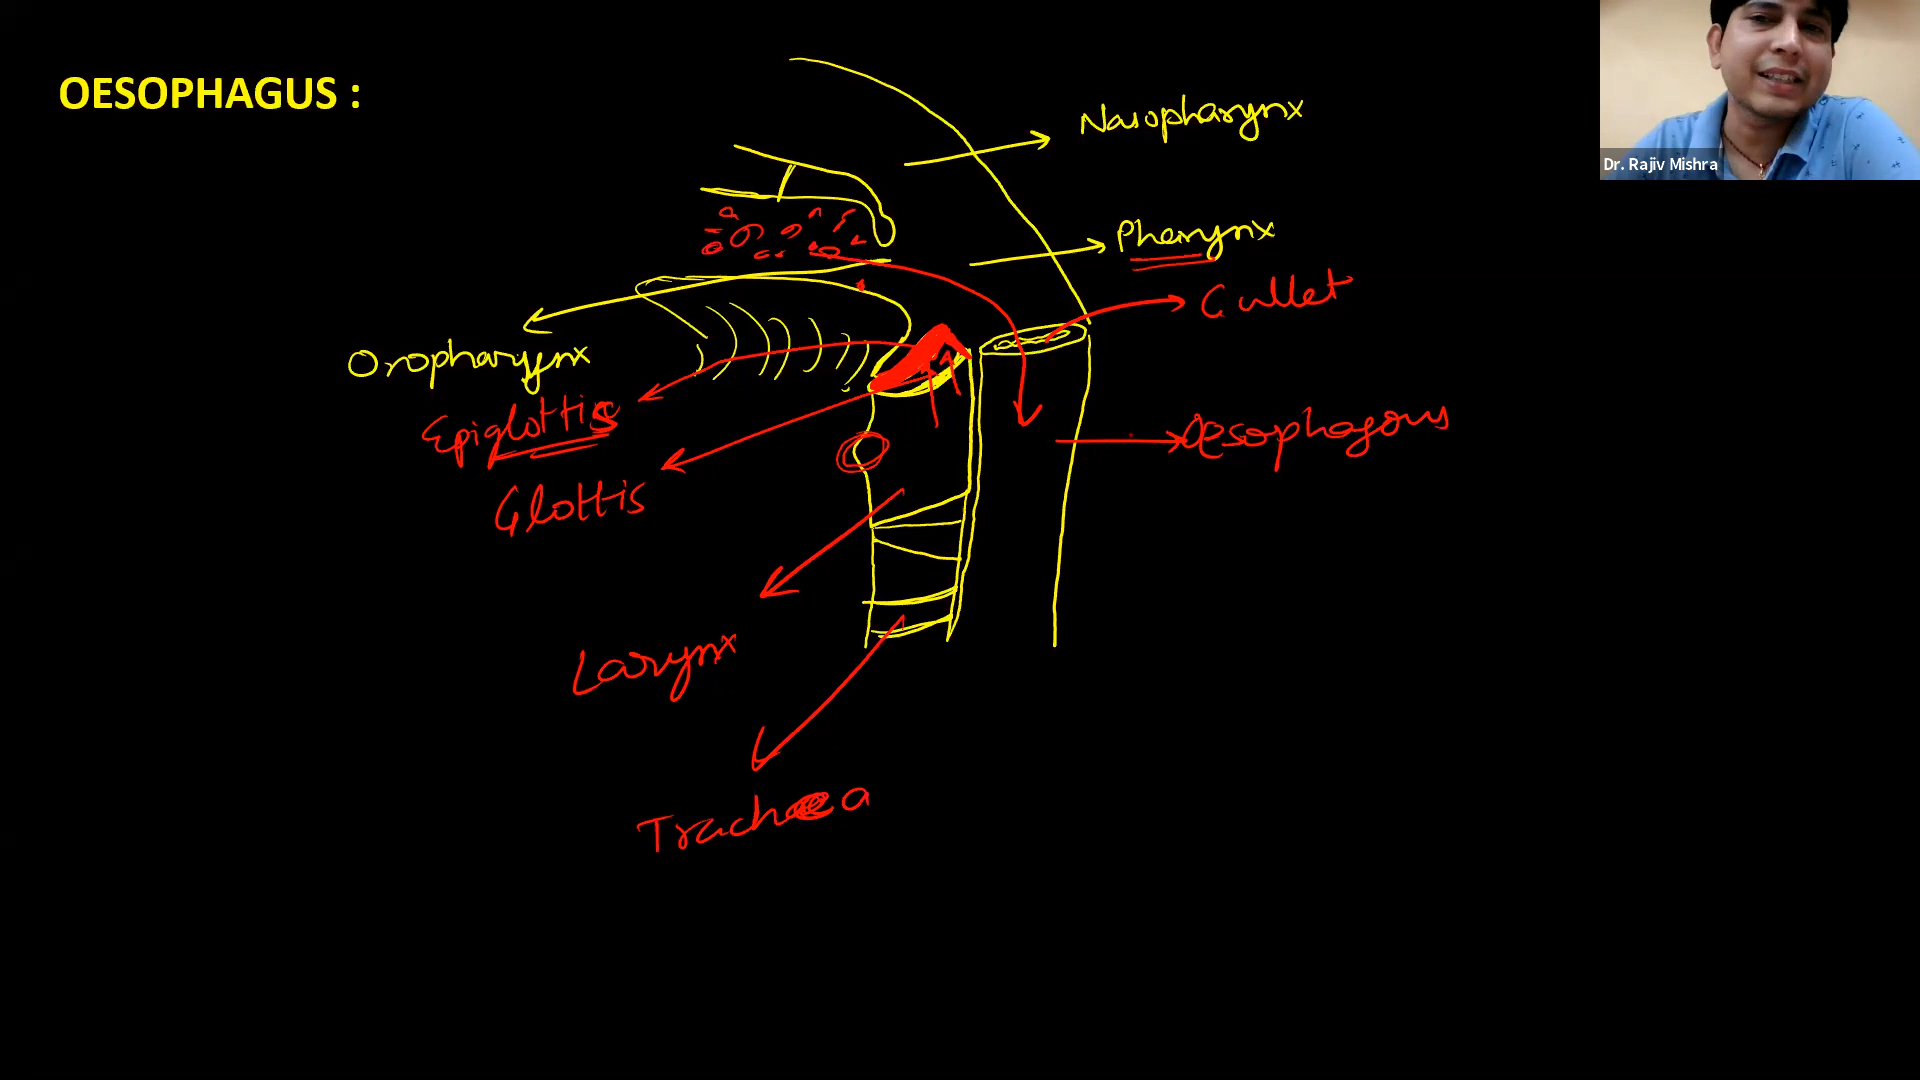 OESOPHAGUS :
Dr. Rajiv Mishra
Nasopharynx
Pharynx
Gullet
Oropharynx
Epiglottis
Oesophagous
Glottis
Larynx
Trachea